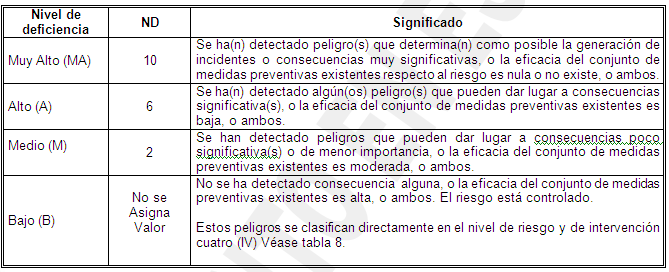 Nivel de
deficiencia
ND
Significado
Muy Alto (MA)
10
Se ha(n) detectado peligro(s) que determina(n) como posible la generación de
incidentes o consecuencias muy significativas, o la eficacia del conjunto de
medidas preventivas existentes respecto al riesgo es nula o no existe, o ambos.
Alto (A)
6
Se ha(n) detectado algún(os) peligro(s) que pueden dar lugar a consecuencias
significativa(s), o la eficacia del conjunto de medidas preventivas existentes es
baja, o ambos.
Medio (M)
2
Se han detectado peligros que pueden dar lugar a consecuencias poco
significativa(s) o de menor importancia, o la eficacia del conjunto de medidas
preventivas existentes es moderada, o ambos.
Bajo (B)
No se
Asigna
Valor
No se ha detectado consecuencia alguna, o la eficacia del conjunto de medidas
preventivas existentes es alta, o ambos. El riesgo está controlado.
Estos peligros se clasifican directamente en el nivel de riesgo y de intervención
cuatro (IV) Véase tabla 8.